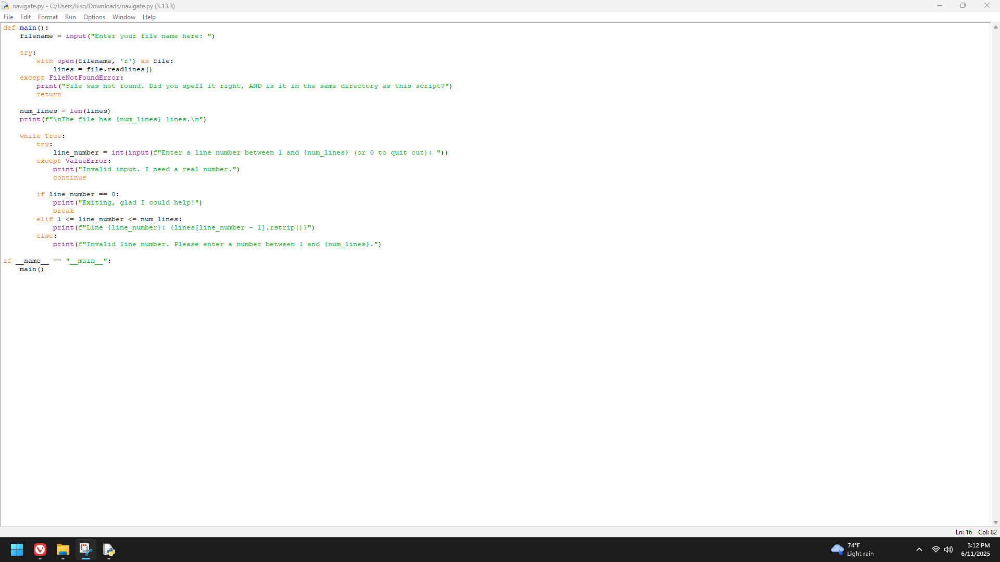 navigate.py - C:/Users/lilso/Downloads/navigate.py (3.13.3)
File Edit Format Run Options Window Help
def main():
    filename = input("Enter your file name here: ")

    try:
        with open(filename, 'r') as file:
            lines = file.readlines()
    except FileNotFoundError:
        print("File was not found. Did you spell it right, AND is it in the same directory as this script?")
        return

    num_lines = len(lines)
    print(f"\nThe file has {num_lines} lines.\n")

    while True:
        try:
            line_number = int(input(f"Enter a line number between 1 and {num_lines} (or 0 to quit out): "))
        except ValueError:
            print("Invalid input. I need a real number.")
            continue

        if line_number == 0:
            print("Exiting, glad I could help!")
            break
        elif 1 <= line_number <= num_lines:
            print(f"Line {line_number}: {lines[line_number - 1].rstrip()}")
        else:
            print(f"Invalid line number. Please enter a number between 1 and {num_lines}.")

if __name__ == "__main__":
    main()
Ln: 16 Col: 82
74°F
Light rain
3:12 PM
6/11/2025